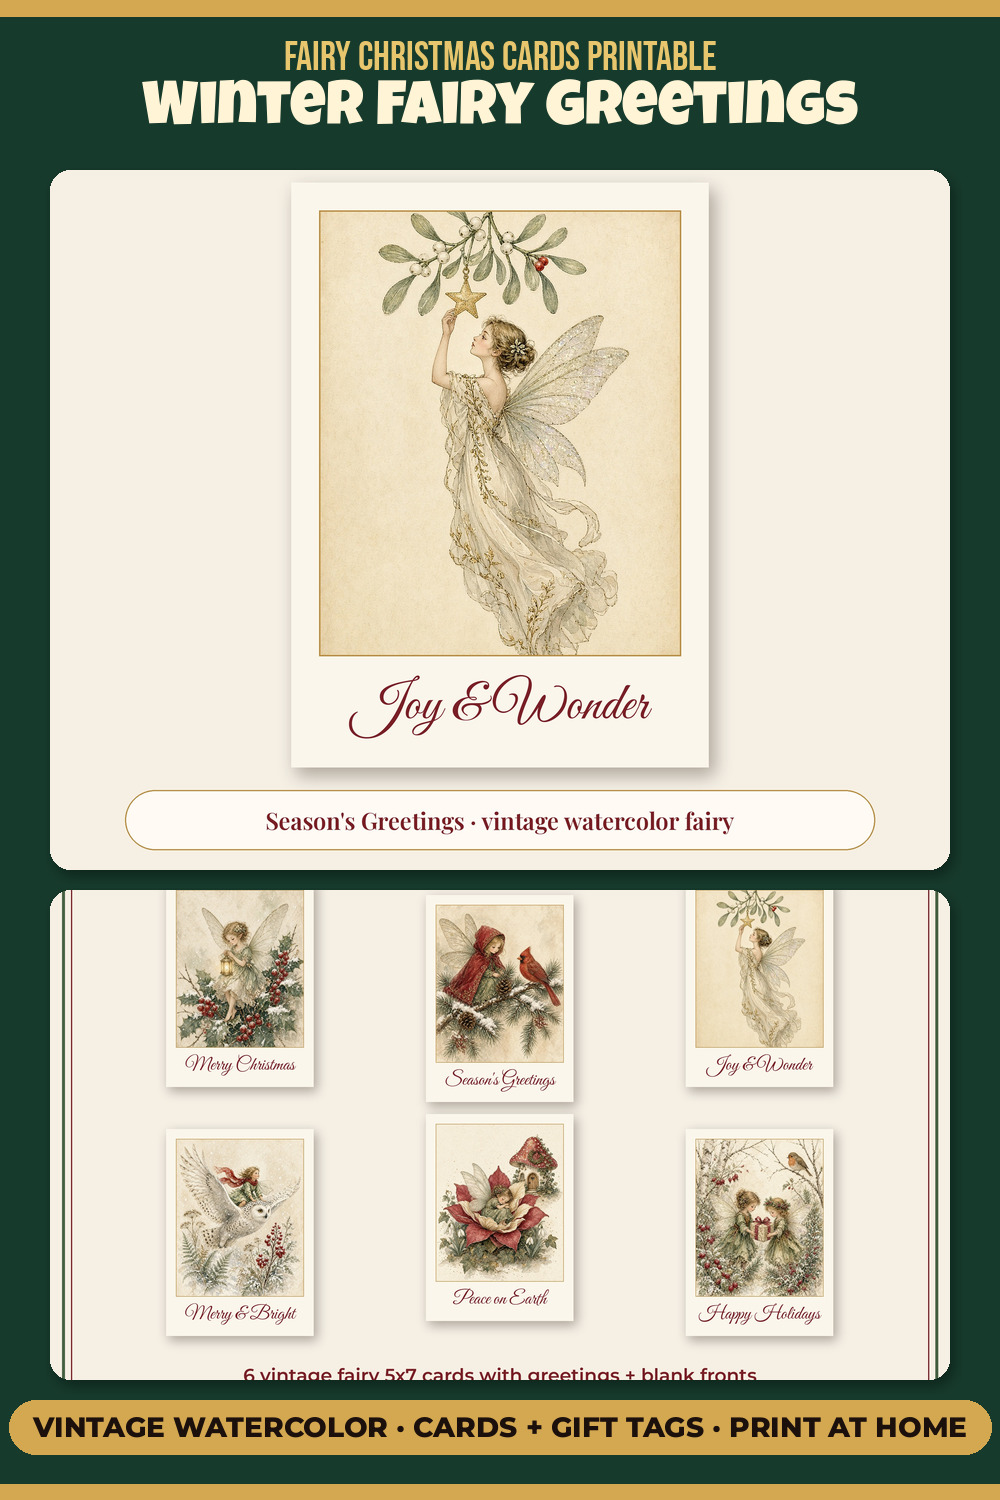 FAIRY CHRISTMAS CARDS PRINTABLE
WINTER FAIRY GREETINGS
Joy & Wonder
Season's Greetings · vintage watercolor fairy
Merry Christmas
Season's Greetings
Joy & Wonder
Merry & Bright
Peace on Earth
Happy Holidays
6 vintage fairy 5x7 cards with greetings + blank fronts
VINTAGE WATERCOLOR · CARDS + GIFT TAGS · PRINT AT HOME